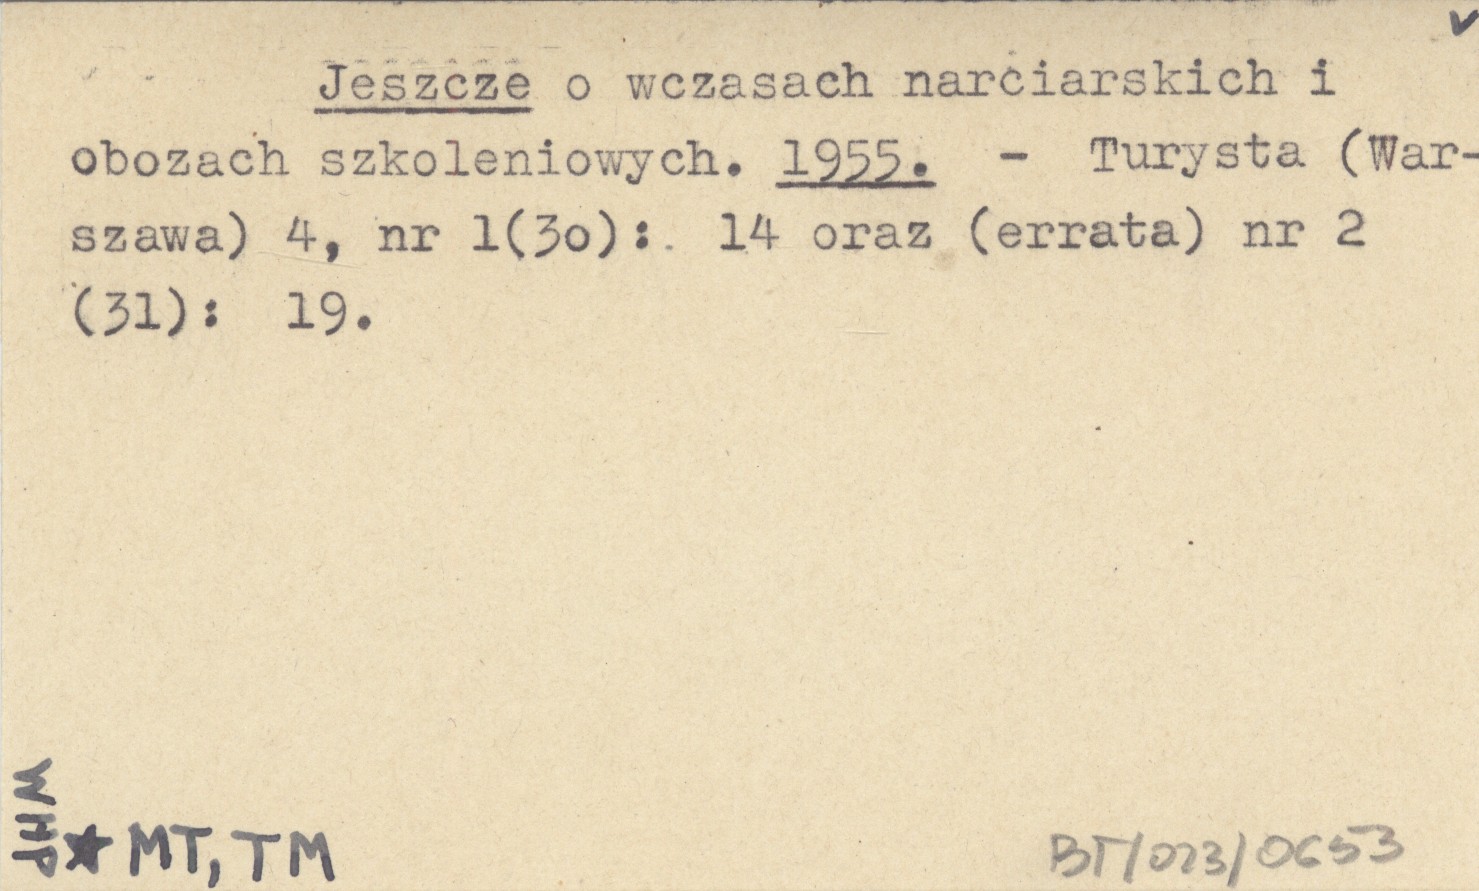 Jeszcze o wczasach narciarskich i
obozach szkoleniowych. 1955. - Turysta (War-
szawa) 4, nr 1(3o): 14 oraz (errata) nr 2
(31): 19.
WHP
★ MT, TM
BT/023/0653